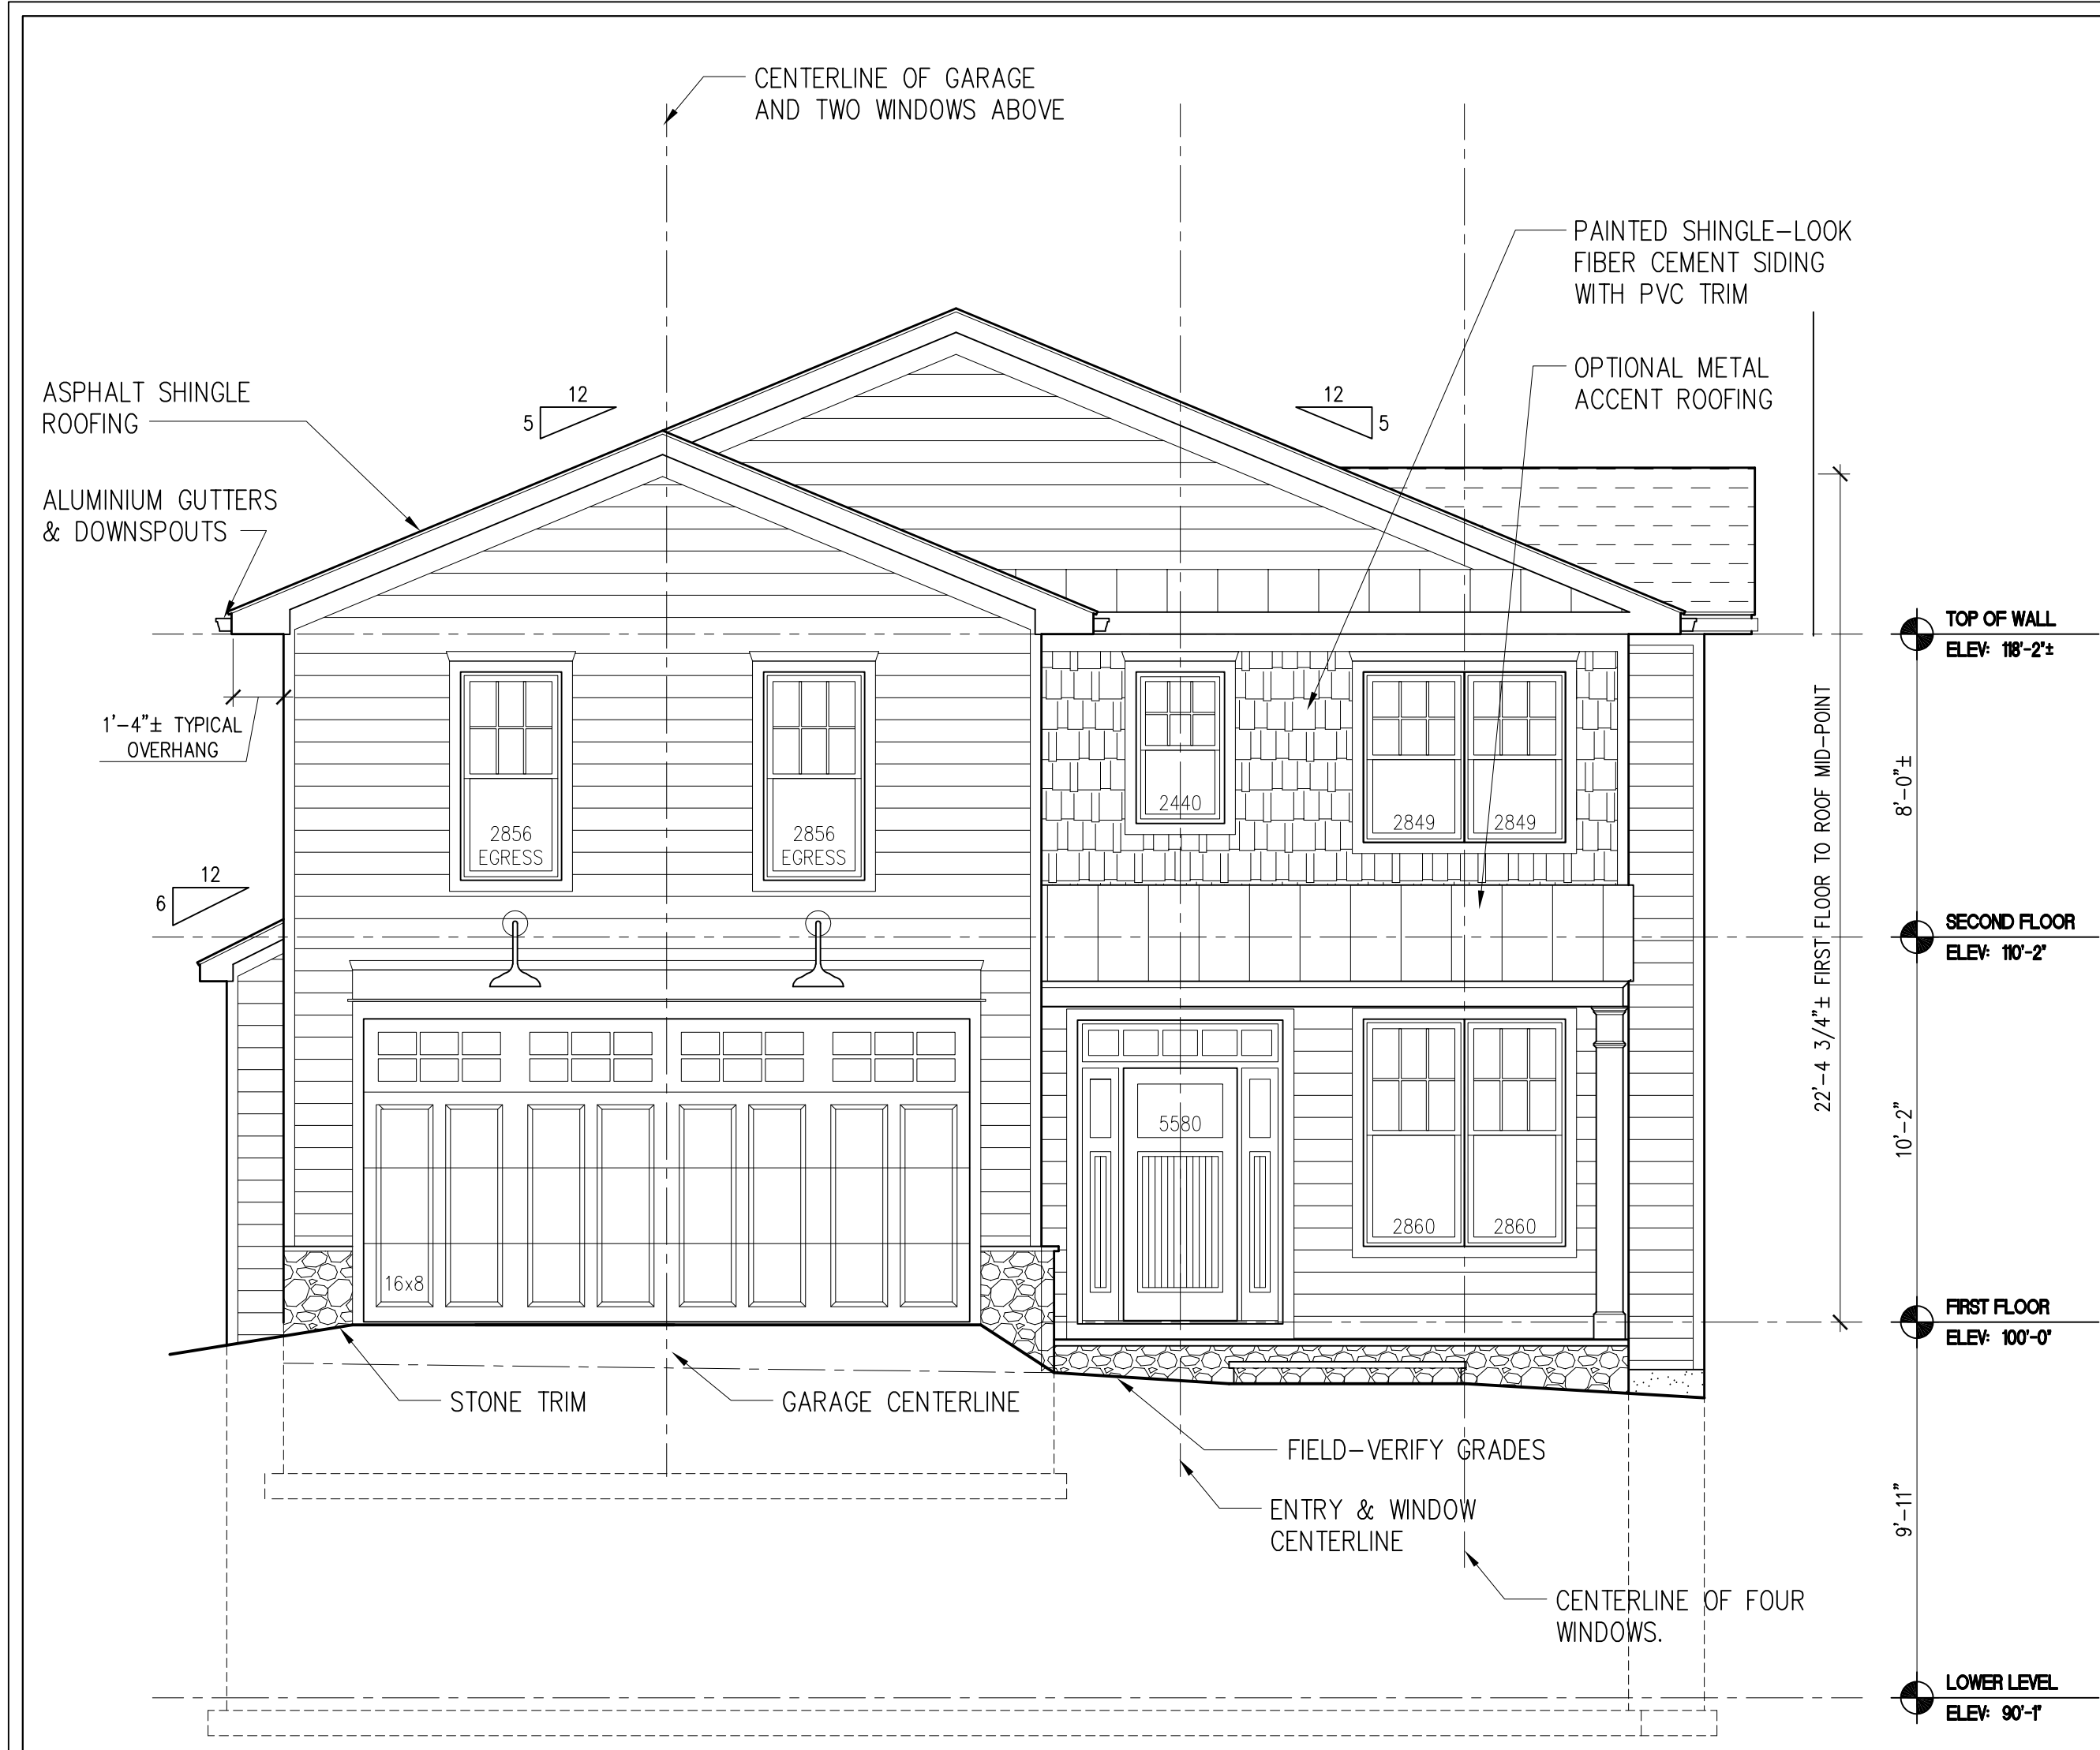 CENTERLINE OF GARAGE
AND TWO WINDOWS ABOVE
PAINTED SHINGLE-LOOK
FIBER CEMENT SIDING
WITH PVC TRIM
OPTIONAL METAL
ACCENT ROOFING
ASPHALT SHINGLE
ROOFING
12
5
12
5
ALUMINIUM GUTTERS
& DOWNSPOUTS
TOP OF WALL
ELEV: 118'-2"±
1'-4"± TYPICAL
OVERHANG
8'-0"±
22'-4 3/4"± FIRST FLOOR TO ROOF MID-POINT
2440
2849
2849
2856
EGRESS
2856
EGRESS
12
6
SECOND FLOOR
ELEV: 110'-2"
10'-2"
5580
2860
2860
16x8
FIRST FLOOR
ELEV: 100'-0"
STONE TRIM
GARAGE CENTERLINE
FIELD-VERIFY GRADES
ENTRY & WINDOW
CENTERLINE
9'-11"
CENTERLINE OF FOUR
WINDOWS.
LOWER LEVEL
ELEV: 90'-1"